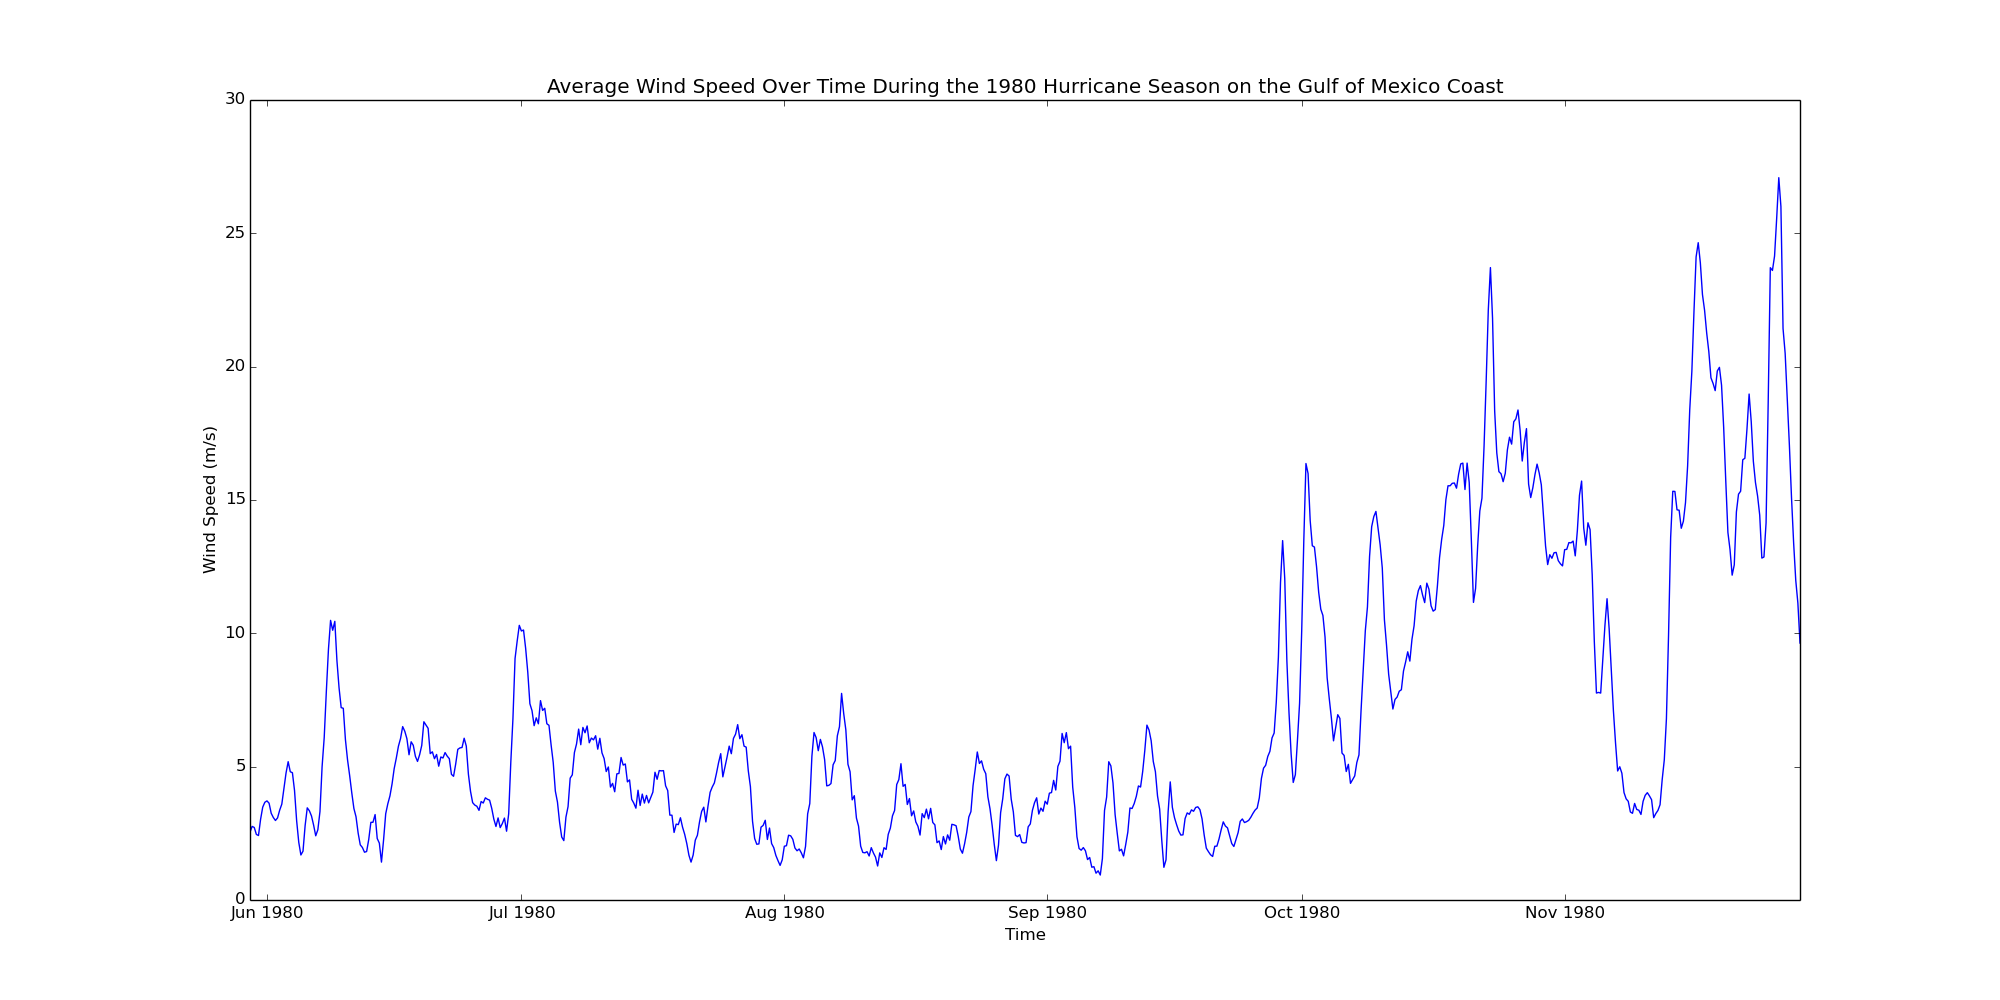 Average Wind Speed Over Time During the 1980 Hurricane Season on the Gulf of Mexico Coast
30
25
20
15
10
5
0
Wind Speed (m/s)
Jun 1980 Jul 1980 Aug 1980 Sep 1980 Oct 1980 Nov 1980
Time